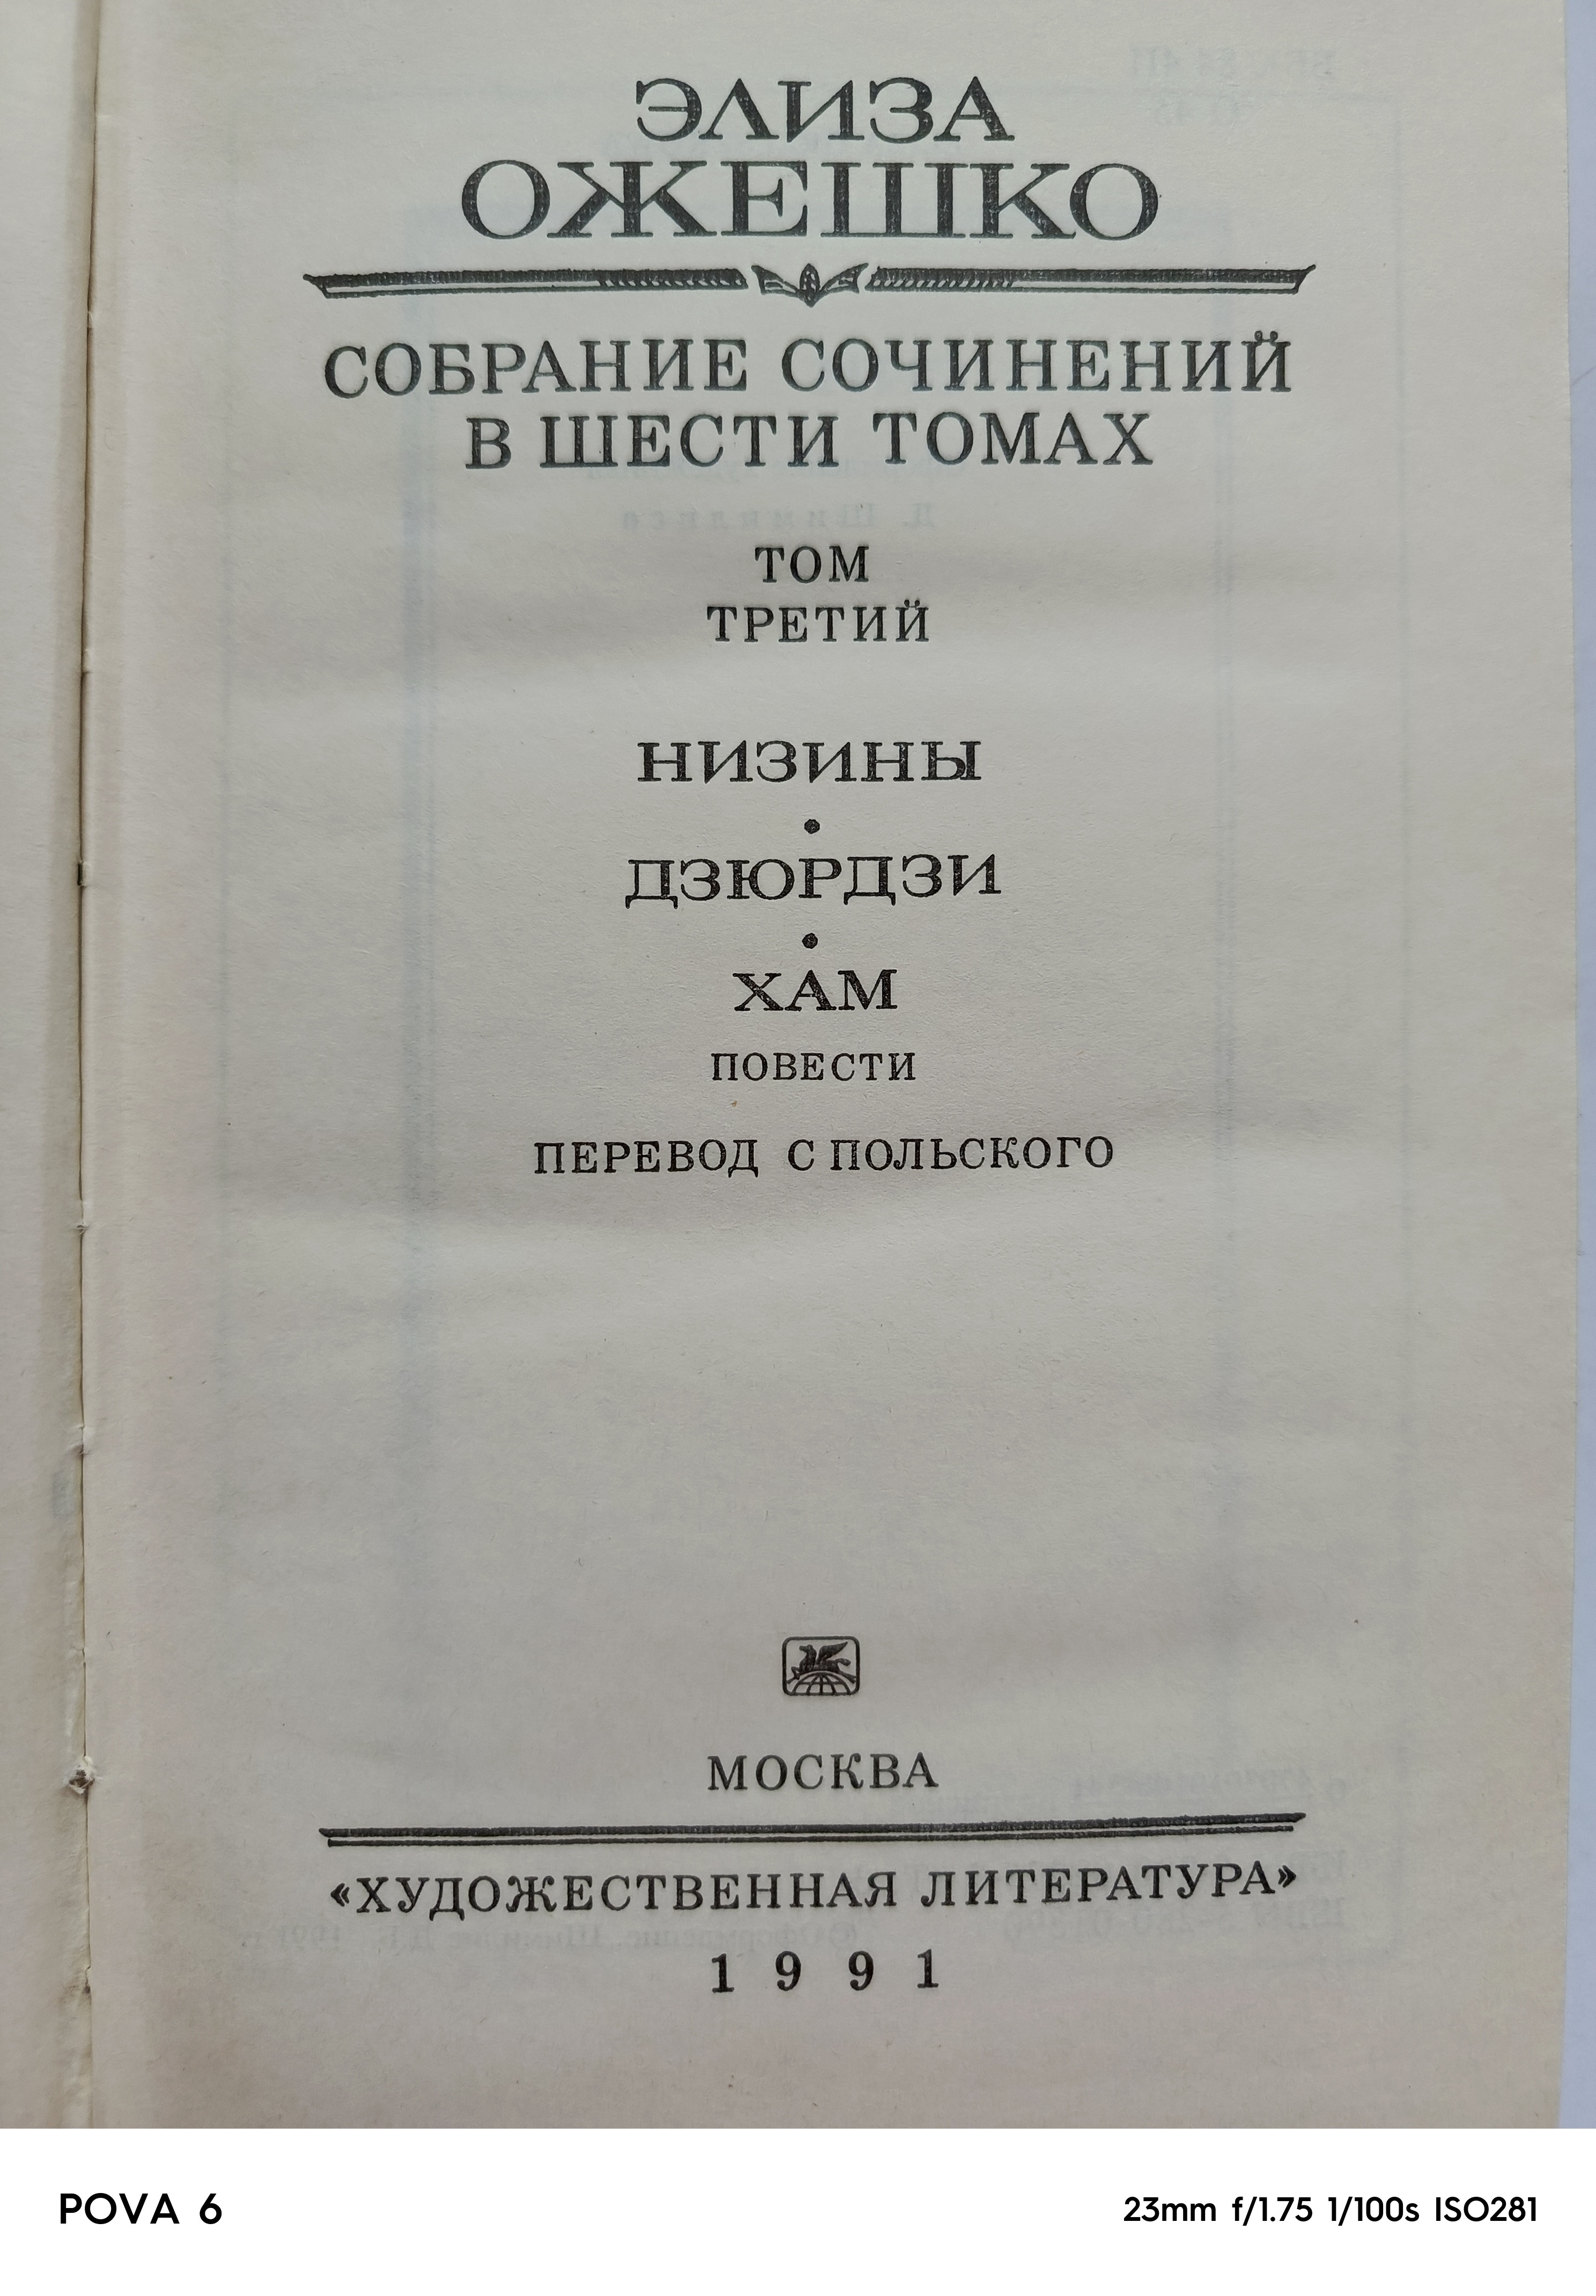 ЭЛИЗА
ОЖЕШКО
СОБРАНИЕ СОЧИНЕНИЙ
В ШЕСТИ ТОМАХ
ТОМ
ТРЕТИЙ
НИЗИНЫ
•
ДЗЮРДЗИ
•
ХАМ
ПОВЕСТИ
ПЕРЕВОД С ПОЛЬСКОГО
МОСКВА
«ХУДОЖЕСТВЕННАЯ ЛИТЕРАТУРА»
1991
POVA 6
23mm f/1.75 1/100s ISO281